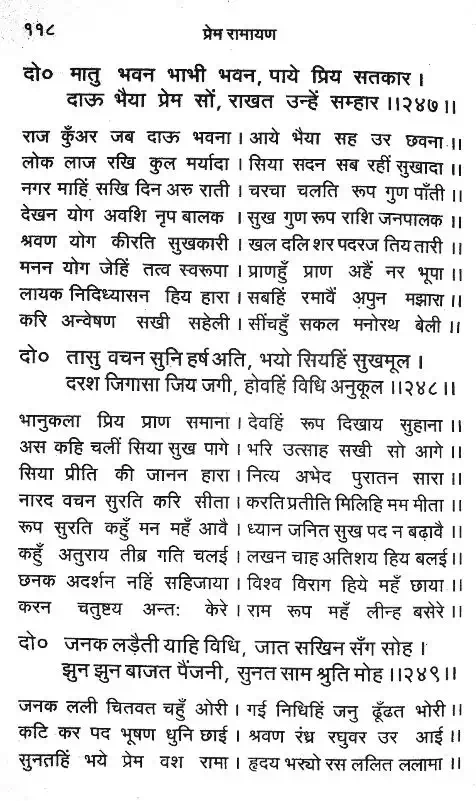 ११८
प्रेम रामायण
दो० मातु भवन भाभी भवन, पाये प्रिय सतकार ।
दाऊ भैया प्रेम सों, राखत उन्हें सम्हार ।।२४७।।
राज कुँअर जब दाऊ भवना । आये भैया सह उर छवना ।।
लोक लाज रखि कुल मर्यादा । सिया सदन सब रहीं सुखादा ।।
नगर माहिं सखि दिन अरु राती । चरचा चलति रूप गुण पाँती ।।
देखन योग अवशि नृप बालक । सुख गुण रूप राशि जनपालक ।।
श्रवण योग कीरति सुखकारी । खल दलि शर पदरज तिय तारी ।।
मनन योग जेहिं तत्व स्वरूपा । प्राणहुँ प्राण अहैं नर भूपा ।।
लायक निदिध्यासन हिय हारा । सबहिं रमावैं अपुन मझारा ।।
करि अन्वेषण सखी सहेली । सींचहुँ सकल मनोरथ बेली ।।
दो० तासु वचन सुनि हर्ष अति, भयो सियहिं सुखमूल ।
दरश जिगासा जिय जगी, होवहिं विधि अनुकूल ।।२४८।।
भानुकला प्रिय प्राण समाना । देवहिं रूप दिखाय सुहाना ।।
अस कहि चलीं सिया सुख पागे । भरि उत्साह सखी सो आगे ।।
सिया प्रीति की जानन हारा । नित्य अभेद पुरातन सारा ।।
नारद वचन सुरति करि सीता । करति प्रतीति मिलिहि मम मीता ।।
रूप सुरति कहुँ मन महँ आवै । ध्यान जनित सुख पद न बढ़ावै ।।
कहुँ अतुराय तीब्र गति चलई । लखन चाह अतिशय हिय बलई ।।
छनक अदर्शन नहिं सहिजाया । विश्व विराग हिये महँ छाया ।।
करन चतुष्टय अन्तः केरे । राम रूप महँ लीन्ह बसेरे ।।
दो० जनक लड़ैती याहि विधि, जात सखिन सँग सोह ।
झुन झुन बाजत पैंजनी, सुनत साम श्रुति मोह ।।२४९।।
जनक लली चितवत चहुँ ओरी । गई निधिहिं जनु ढूँढत भोरी ।।
कटि कर पद भूषण धुनि छाई । श्रवण रंध्र रघुवर उर आई ।।
सुनतहिं भये प्रेम वश रामा । हृदय भर्यो रस ललित ललामा ।।